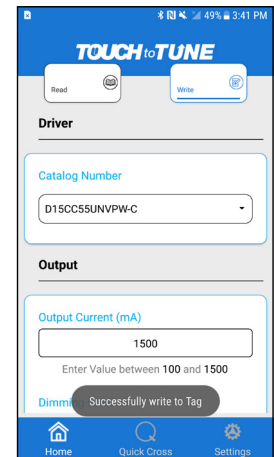 49% 3:41 PM
TOUCH to TUNE
Read
Write
Driver
Catalog Number
D15CC55UNVPW-C
Output
Output Current (mA)
1500
Enter Value between 100 and 1500
Successfully write to Tag
Home Quick Cross Settings